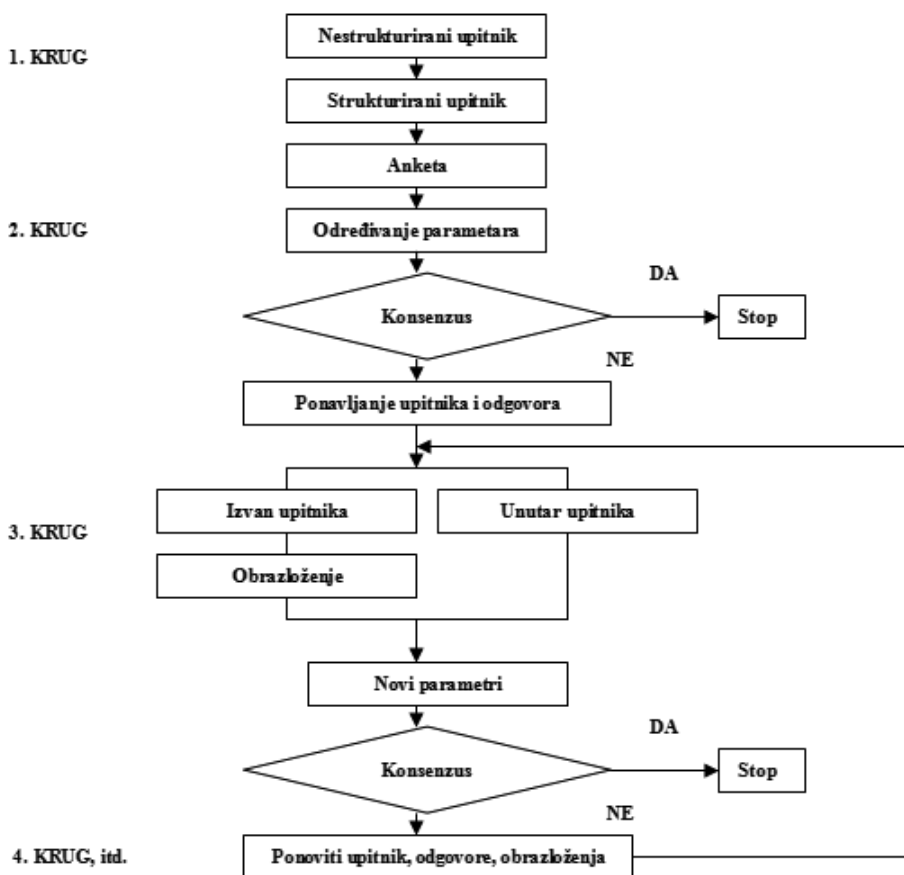 Nestrukturirani upitnik
1. KRUG
Strukturirani upitnik
Anketa
2. KRUG
Određivanje parametara
DA
Konsenzus
Stop
NE
Ponavljanje upitnika i odgovora
Izvan upitnika
Unutar upitnika
3. KRUG
Obrazloženje
Novi parametri
DA
Konsenzus
Stop
NE
4. KRUG, itd.
Ponoviti upitnik, odgovore, obrazloženja